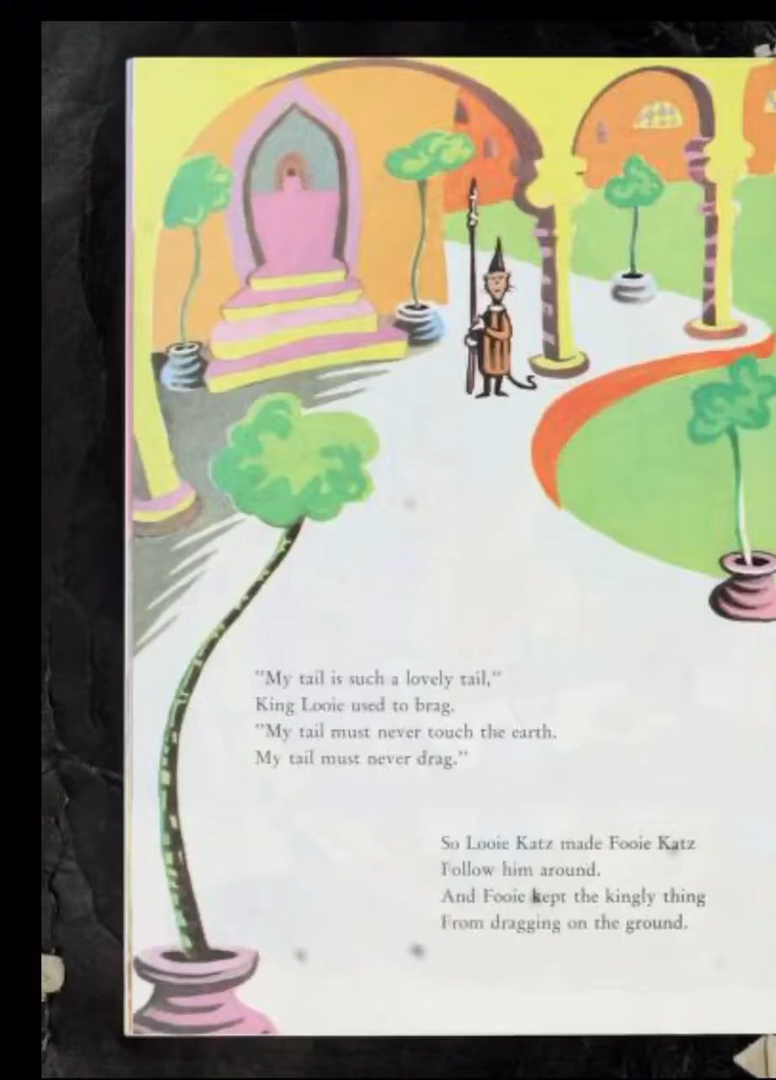 "My tail is such a lovely tail,"
King Looie used to brag.
"My tail must never touch the earth.
My tail must never drag."
So Looie Katz made Fooie Katz
Follow him around.
And Fooie kept the kingly thing
From dragging on the ground.